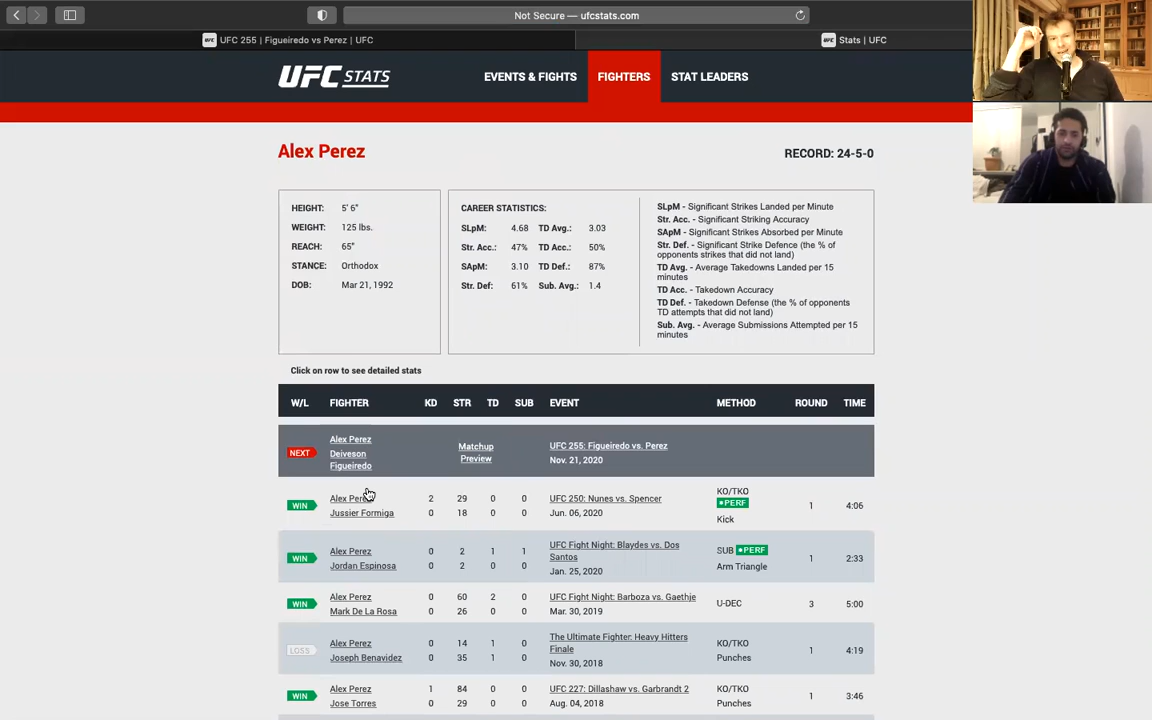 Not Secure — ufcstats.com
UFC 255 | Figueiredo vs Perez | UFC
Stats | UFC
UFC STATS
EVENTS & FIGHTS
FIGHTERS
STAT LEADERS
Alex Perez
RECORD: 24-5-0
HEIGHT: 5' 6"
WEIGHT: 125 lbs.
REACH: 65"
STANCE: Orthodox
DOB: Mar 21, 1992
CAREER STATISTICS:
SLpM: 4.68 TD Avg.: 3.03
Str. Acc.: 47% TD Acc.: 50%
SApM: 3.10 TD Def.: 87%
Str. Def: 61% Sub. Avg.: 1.4
SLpM - Significant Strikes Landed per Minute
Str. Acc. - Significant Striking Accuracy
SApM - Significant Strikes Absorbed per Minute
Str. Def. - Significant Strike Defence (the % of
opponents strikes that did not land)
TD Avg. - Average Takedowns Landed per 15
minutes
TD Acc. - Takedown Accuracy
TD Def. - Takedown Defense (the % of opponents
TD attempts that did not land)
Sub. Avg. - Average Submissions Attempted per 15
minutes
Click on row to see detailed stats
W/L FIGHTER KD STR TD SUB EVENT METHOD ROUND TIME
NEXT
Alex Perez
Deiveson
Figueiredo
Matchup
Preview
UFC 255: Figueiredo vs. Perez
Nov. 21, 2020
WIN
Alex Perez
Jussier Formiga
2 29 0 0
0 18 0 0
UFC 250: Nunes vs. Spencer
Jun. 06, 2020
KO/TKO
PERF
Kick
1
4:06
WIN
Alex Perez
Jordan Espinosa
0 2 1 1
0 2 0 0
UFC Fight Night: Blaydes vs. Dos
Santos
Jan. 25, 2020
SUB PERF
Arm Triangle
1
2:33
WIN
Alex Perez
Mark De La Rosa
0 60 2 0
0 26 0 0
UFC Fight Night: Barboza vs. Gaethje
Mar. 30, 2019
U-DEC
3
5:00
LOSS
Alex Perez
Joseph Benavidez
0 14 1 0
0 35 1 0
The Ultimate Fighter: Heavy Hitters
Finale
Nov. 30, 2018
KO/TKO
Punches
1
4:19
WIN
Alex Perez
Jose Torres
1 84 0 0
0 29 0 0
UFC 227: Dillashaw vs. Garbrandt 2
Aug. 04, 2018
KO/TKO
Punches
1
3:46